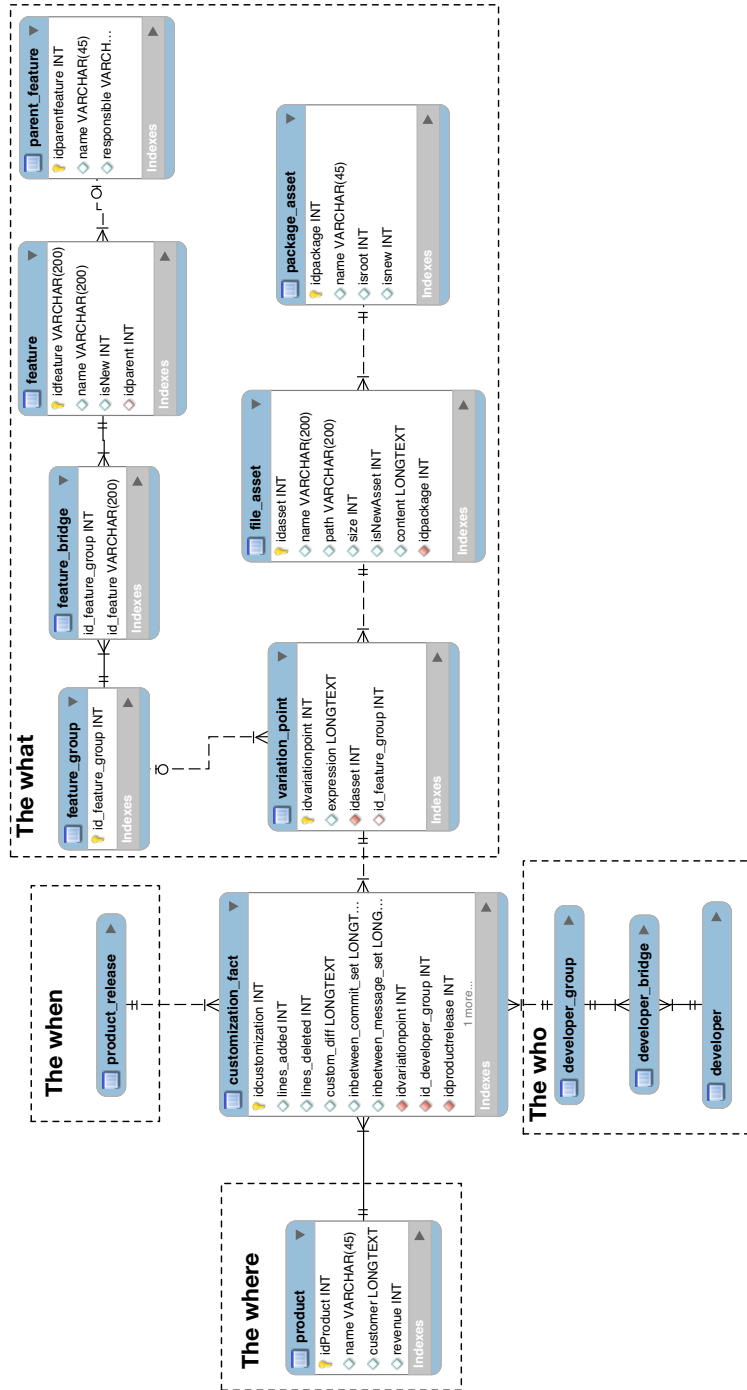 The where
product
idProduct INT
name VARCHAR(45)
customer LONGTEXT
revenue INT
Indexes
The when
product_release
customization_fact
idcustomization INT
lines_added INT
lines_deleted INT
custom_diff LONGTEXT
inbetween_commit_set LONGT...
inbetween_message_set LONG...
idvariationpoint INT
id_developer_group INT
idproductrelease INT
1 more...
Indexes
The who
developer_group
developer_bridge
developer
The what
feature_group
id_feature_group INT
Indexes
feature_bridge
id_feature_group INT
id_feature VARCHAR(200)
Indexes
feature
idfeature VARCHAR(200)
name VARCHAR(200)
isNew INT
idparent INT
Indexes
parent_feature
idparentfeature INT
name VARCHAR(45)
responsible VARCH...
Indexes
variation_point
idvariationpoint INT
expression LONGTEXT
idasset INT
id_feature_group INT
Indexes
file_asset
idasset INT
name VARCHAR(200)
path VARCHAR(200)
size INT
isNewAsset INT
content LONGTEXT
idpackage INT
Indexes
package_asset
idpackage INT
name VARCHAR(45)
isroot INT
isnew INT
Indexes